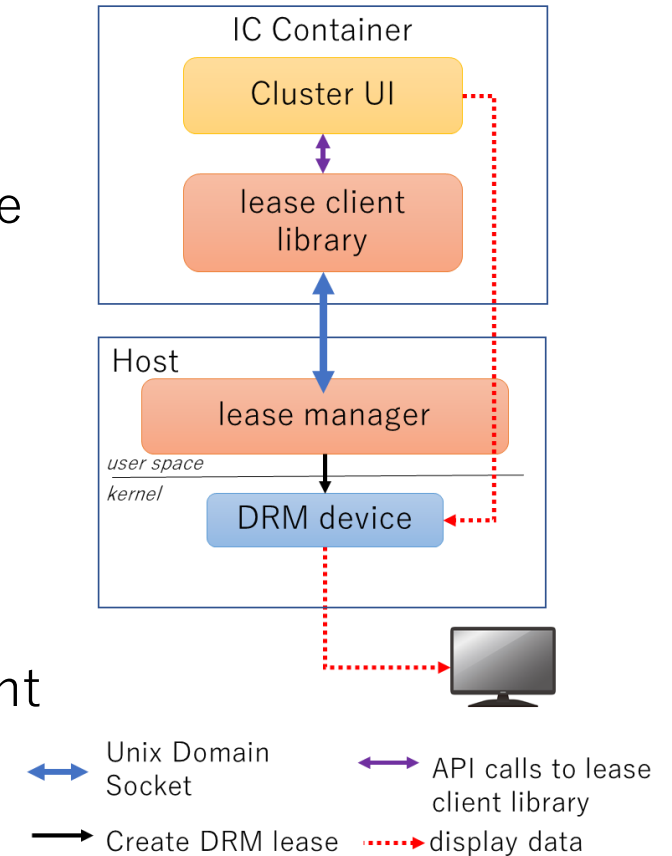 IC Container
Cluster UI
e
lease client
library
Host
lease manager
user space
kernel
DRM device
nt
Unix Domain
Socket
API calls to lease
client library
Create DRM lease
display data